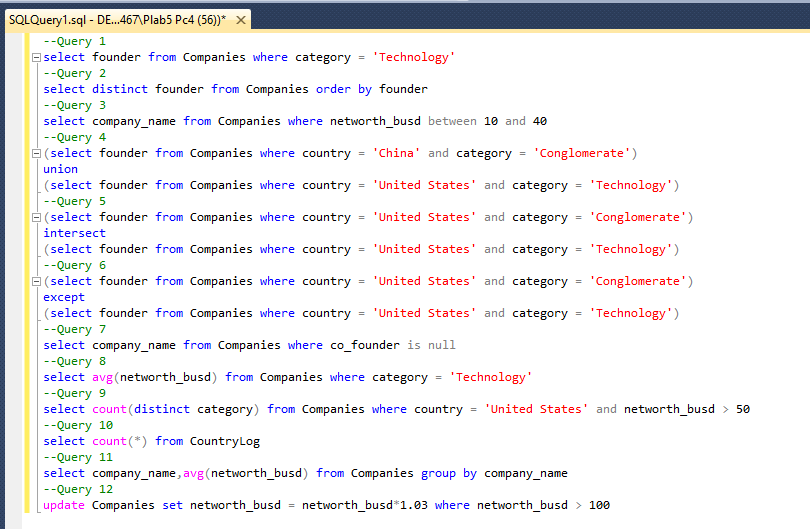 SQLQuery1.sql - DE...467\Plab5 Pc4 (56))*
--Query 1
select founder from Companies where category = 'Technology'
--Query 2
select distinct founder from Companies order by founder
--Query 3
select company_name from Companies where networth_busd between 10 and 40
--Query 4
(select founder from Companies where country = 'China' and category = 'Conglomerate')
union
(select founder from Companies where country = 'United States' and category = 'Technology')
--Query 5
(select founder from Companies where country = 'United States' and category = 'Conglomerate')
intersect
(select founder from Companies where country = 'United States' and category = 'Technology')
--Query 6
(select founder from Companies where country = 'United States' and category = 'Conglomerate')
except
(select founder from Companies where country = 'United States' and category = 'Technology')
--Query 7
select company_name from Companies where co_founder is null
--Query 8
select avg(networth_busd) from Companies where category = 'Technology'
--Query 9
select count(distinct category) from Companies where country = 'United States' and networth_busd > 50
--Query 10
select count(*) from CountryLog
--Query 11
select company_name,avg(networth_busd) from Companies group by company_name
--Query 12
update Companies set networth_busd = networth_busd*1.03 where networth_busd > 100